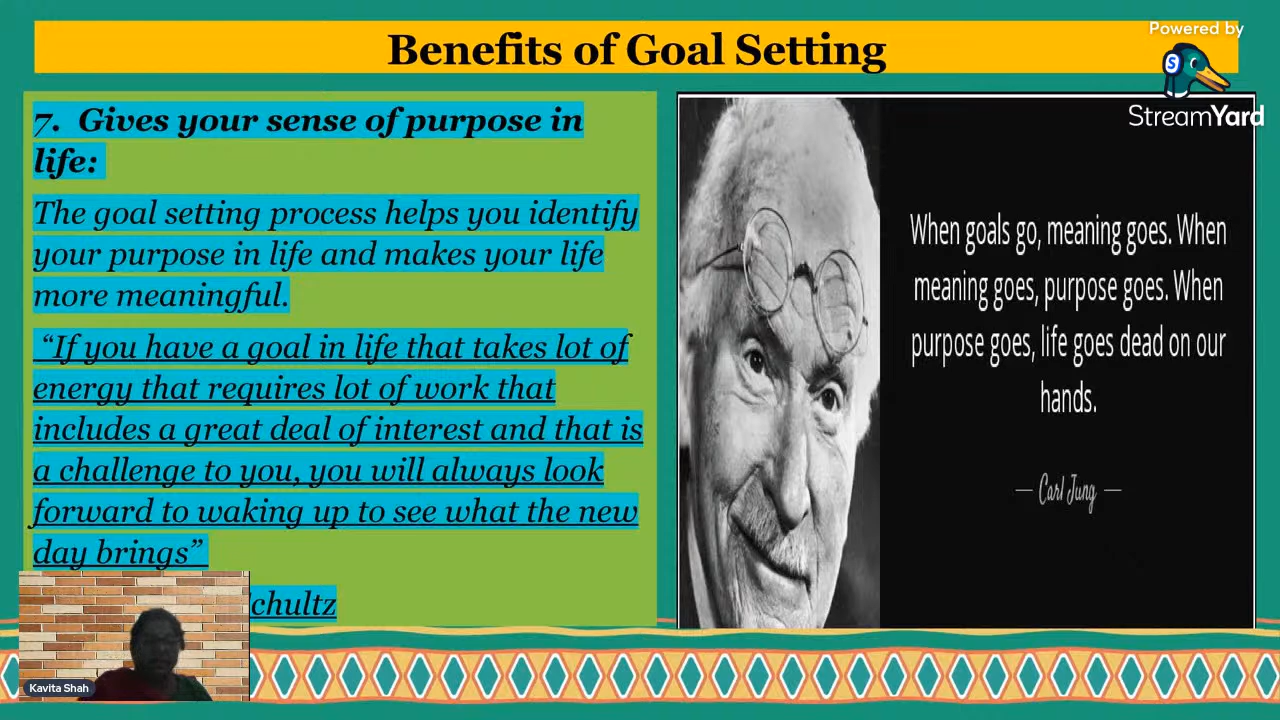 Benefits of Goal Setting
Powered by
S
StreamYard
7. Gives your sense of purpose in
life:
The goal setting process helps you identify
your purpose in life and makes your life
more meaningful.
“If you have a goal in life that takes lot of
energy that requires lot of work that
includes a great deal of interest and that is
a challenge to you, you will always look
forward to waking up to see what the new
day brings”
chultz
When goals go, meaning goes. When
meaning goes, purpose goes. When
purpose goes, life goes dead on our
hands.
— Carl Jung —
Kavita Shah